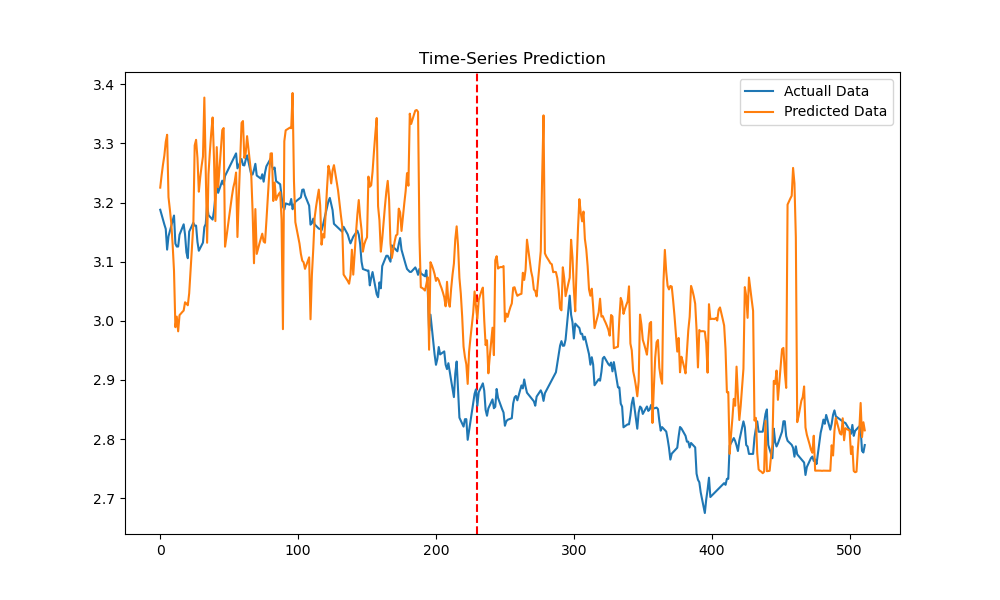 Time-Series Prediction
Actuall Data
Predicted Data
3.4
3.3
3.2
3.1
3.0
2.9
2.8
2.7
0 100 200 300 400 500